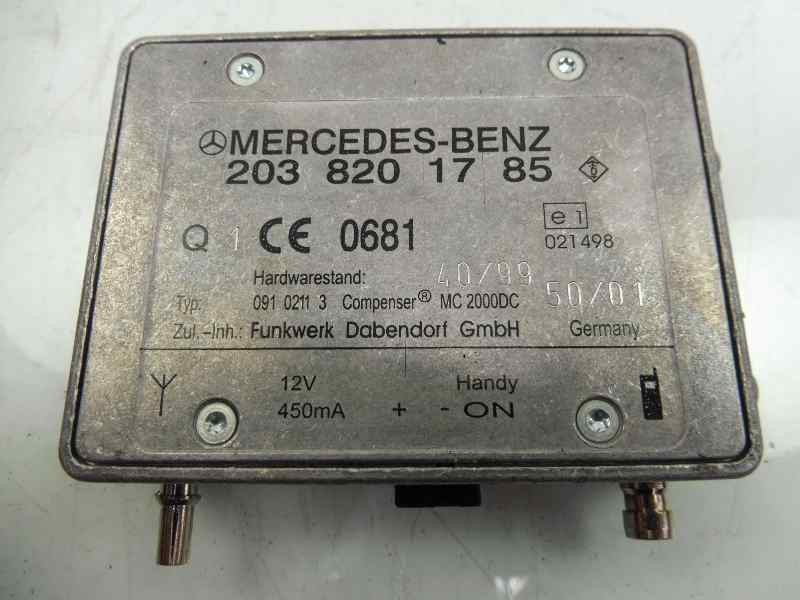 MERCEDES-BENZ
203 820 17 85
Q 1 CE 0681
e1
021498
Hardwarestand: 40/99
Typ: 091 0211 3 Compenser® MC 2000DC 50/01
Zul.-Inh.: Funkwerk Dabendorf GmbH Germany
12V Handy
450mA + - ON